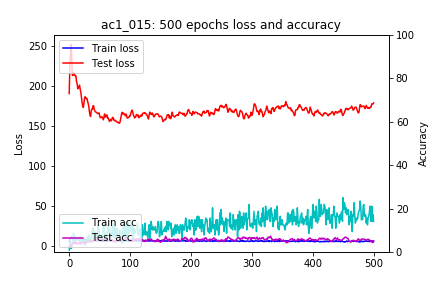 ac1_015: 500 epochs loss and accuracy
Train loss
Test loss
Train acc
Test acc
Loss
Accuracy
250
200
150
100
50
0
100
80
60
40
20
0
0
100
200
300
400
500